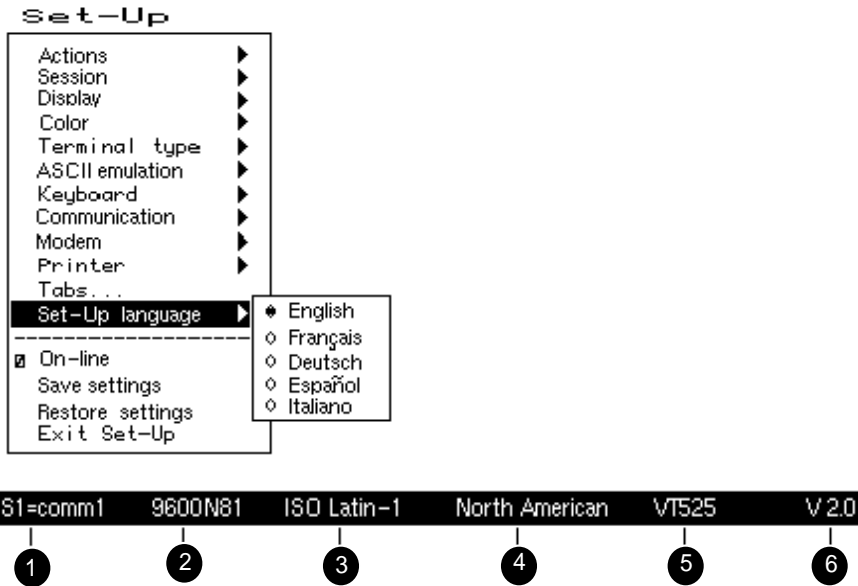 Set-Up
Actions
Session
Display
Color
Terminal type
ASCII emulation
Keyboard
Communication
Modem
Printer
Tabs...
Set-Up language
English
Français
Deutsch
Español
Italiano
On-line
Save settings
Restore settings
Exit Set-Up
S1=comm1 9600N81 ISO Latin-1 North American VT525 V 2.0
1 2 3 4 5 6